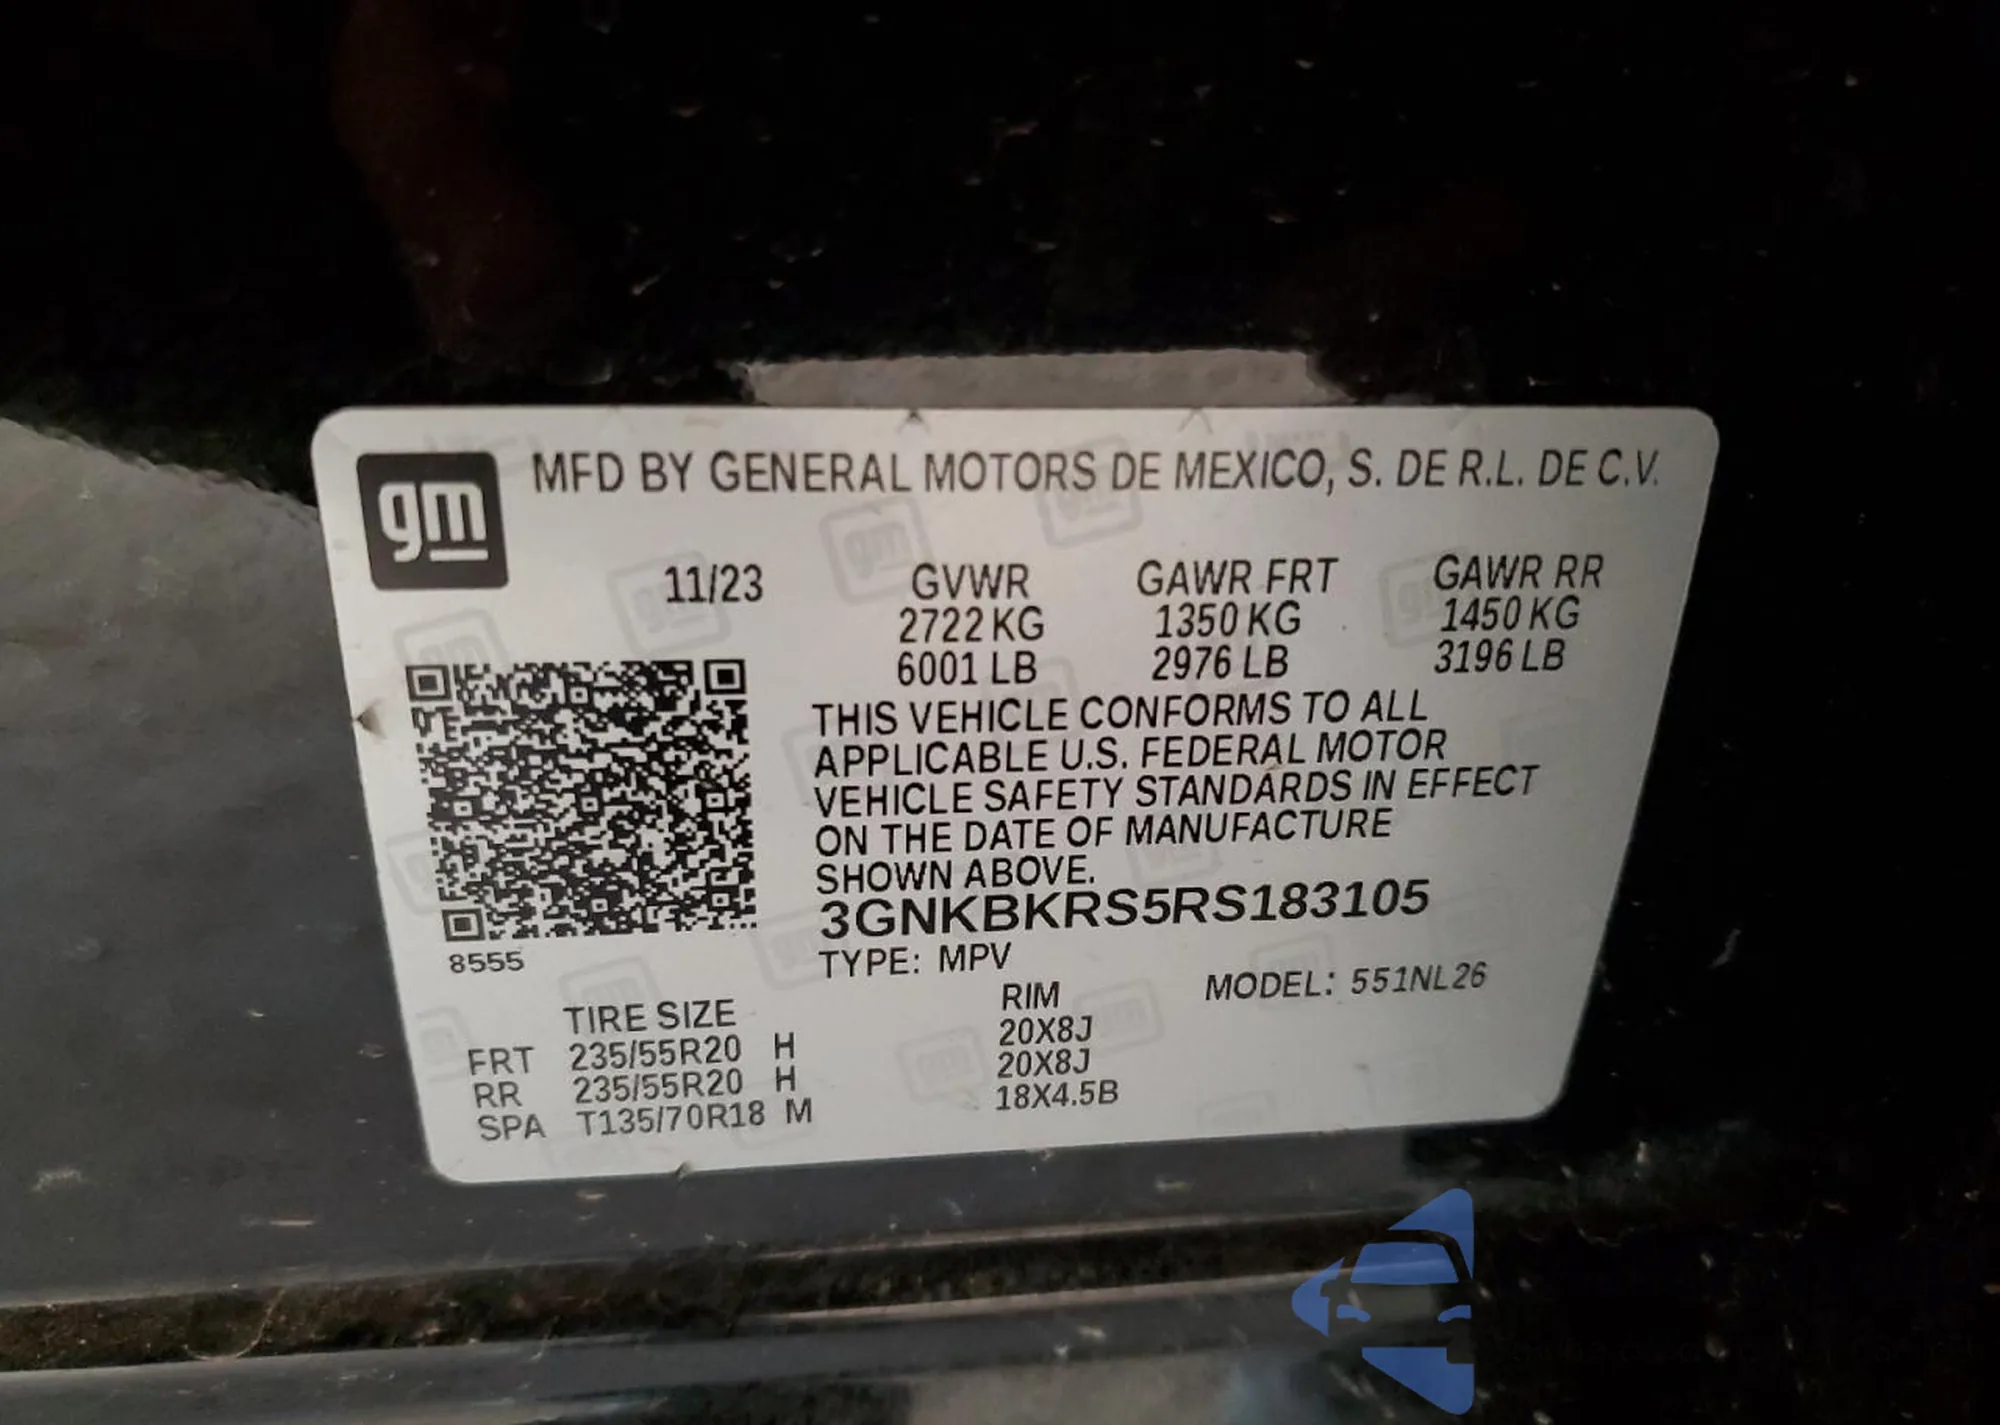 gm
MFD BY GENERAL MOTORS DE MEXICO, S. DE R.L. DE C.V.
11/23 GVWR GAWR FRT GAWR RR
2722 KG 1350 KG 1450 KG
6001 LB 2976 LB 3196 LB
THIS VEHICLE CONFORMS TO ALL
APPLICABLE U.S. FEDERAL MOTOR
VEHICLE SAFETY STANDARDS IN EFFECT
ON THE DATE OF MANUFACTURE
SHOWN ABOVE.
3GNKBKRS5RS183105
8555
TYPE: MPV MODEL: 551NL26
TIRE SIZE RIM
FRT 235/55R20 H 20X8J
RR 235/55R20 H 20X8J
SPA T135/70R18 M 18X4.5B